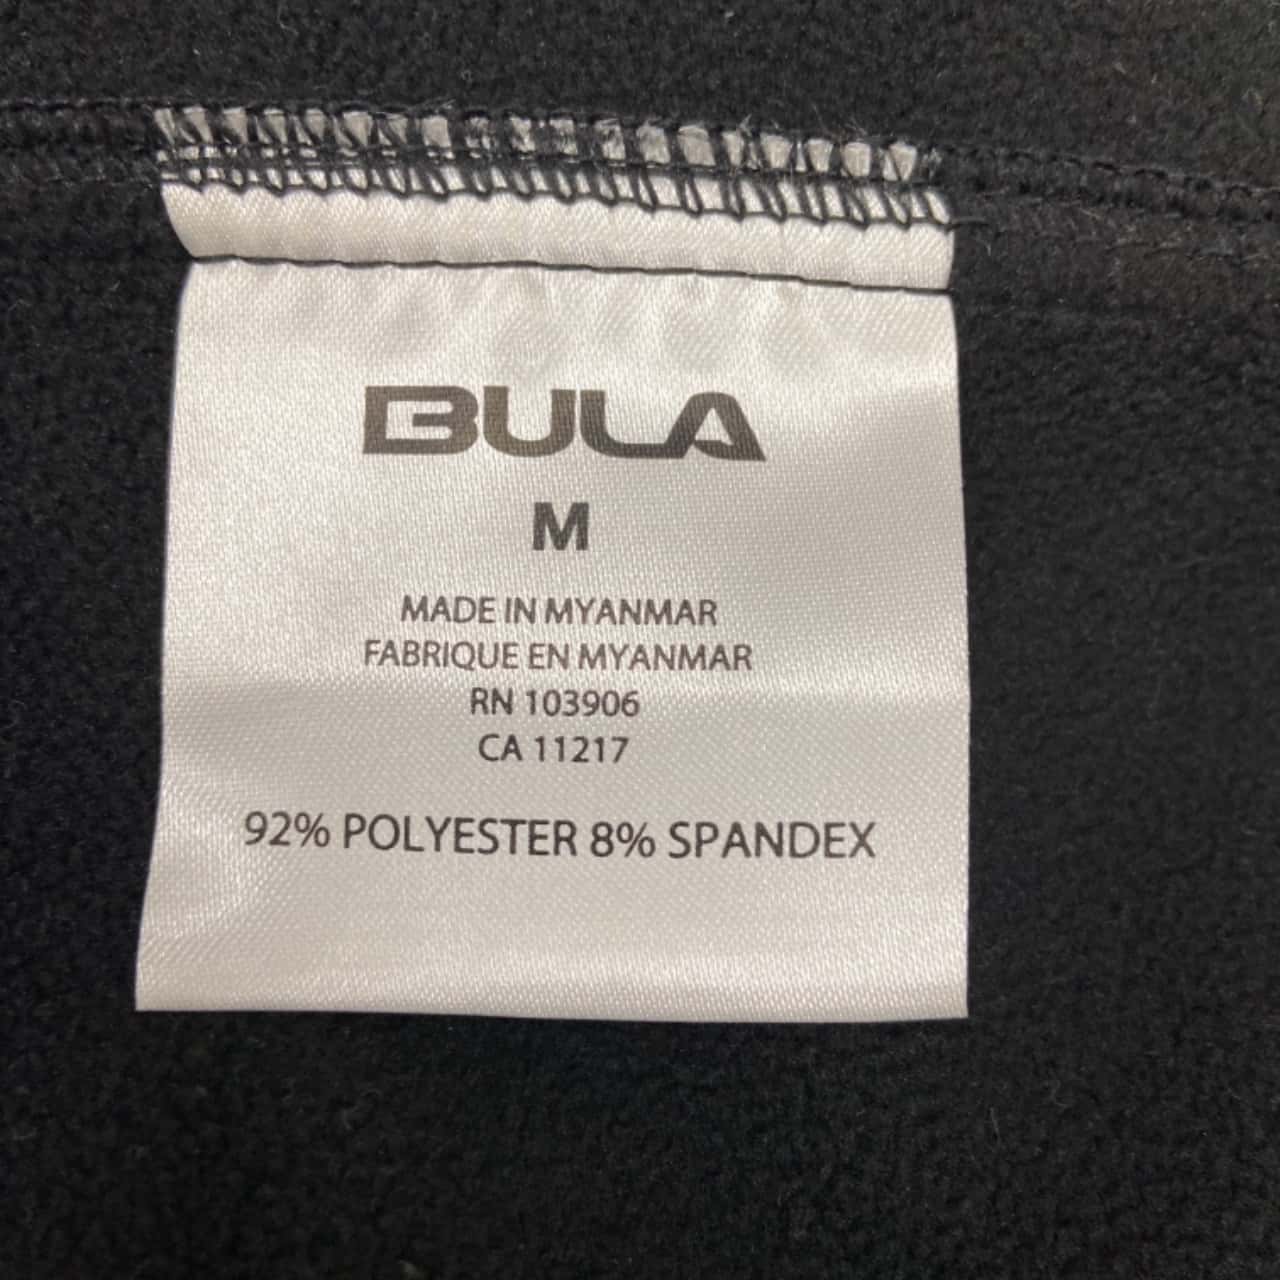 BULA
M
MADE IN MYANMAR
FABRIQUE EN MYANMAR
RN 103906
CA 11217
92% POLYESTER 8% SPANDEX